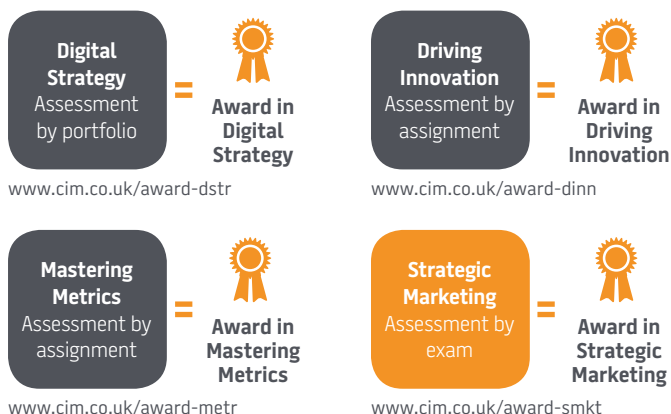 Digital
Strategy
Assessment
by portfolio
=
Award in
Digital
Strategy
www.cim.co.uk/award-dstr
Driving
Innovation
Assessment by
assignment
=
Award in
Driving
Innovation
www.cim.co.uk/award-dinn
Mastering
Metrics
Assessment by
assignment
=
Award in
Mastering
Metrics
www.cim.co.uk/award-metr
Strategic
Marketing
Assessment by
exam
=
Award in
Strategic
Marketing
www.cim.co.uk/award-smkt